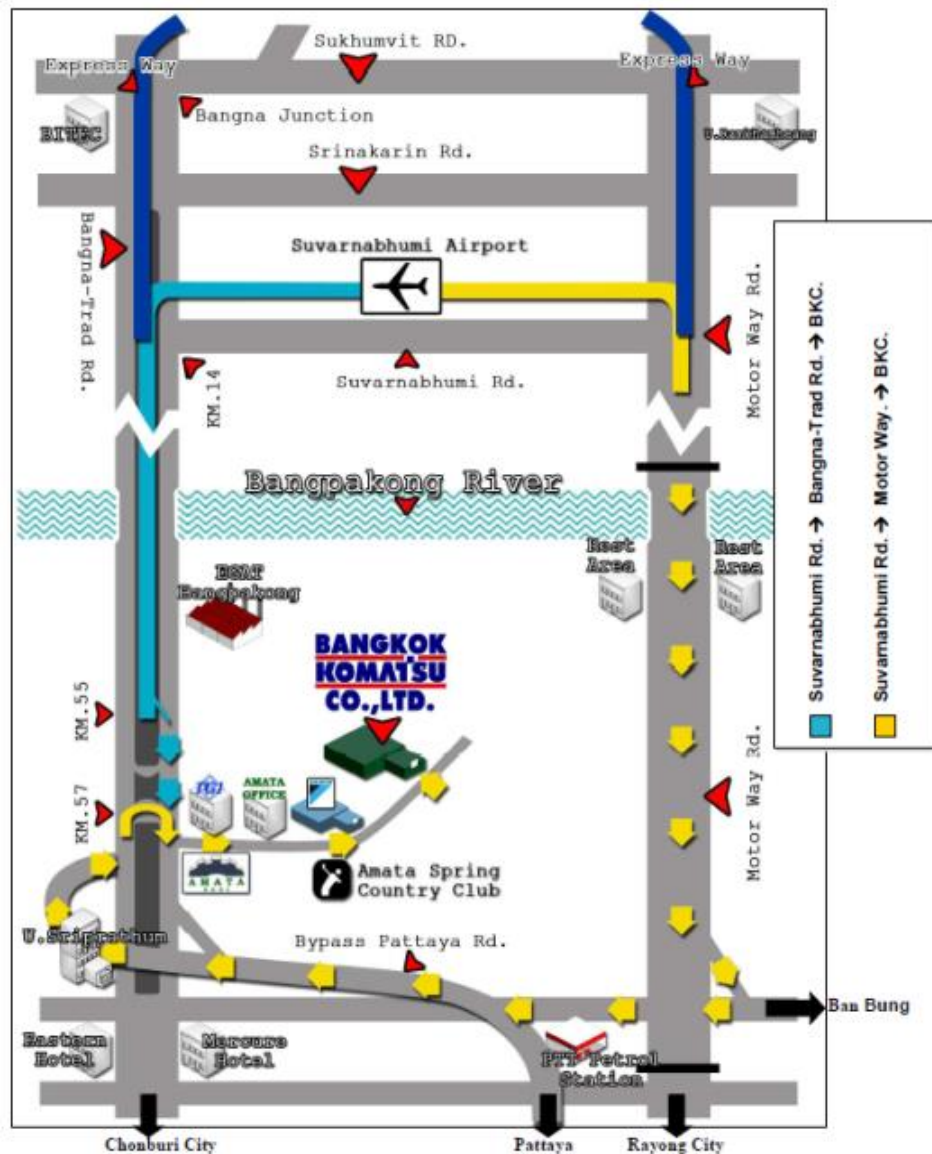 Sukhumvit RD.
Express Way
Express Way
BITEC
Bangna Junction
Srinakarin Rd.
Bangna-Trad Rd.
Suvarnabhumi Airport
Motor Way Rd.
KM.14
Suvarnabhumi Rd.
Bangpakong River
Rest
Area
Rest
Area
Bangpakong
BANGKOK
KOMATSU
CO.,LTD.
KM.55
KM.57
AMATA
OFFICE
AMATA
Amata Spring
Country Club
Motor Way Rd.
U.Sriprathum
Bypass Pattaya Rd.
Ban Bung
Eastern
Hotel
Mercure
Hotel
PTT Petrol
Station
Chonburi City
Pattaya
Rayong City
Suvarnabhumi Rd. → Bangna-Trad Rd. → BKC.
Suvarnabhumi Rd. → Motor Way. → BKC.